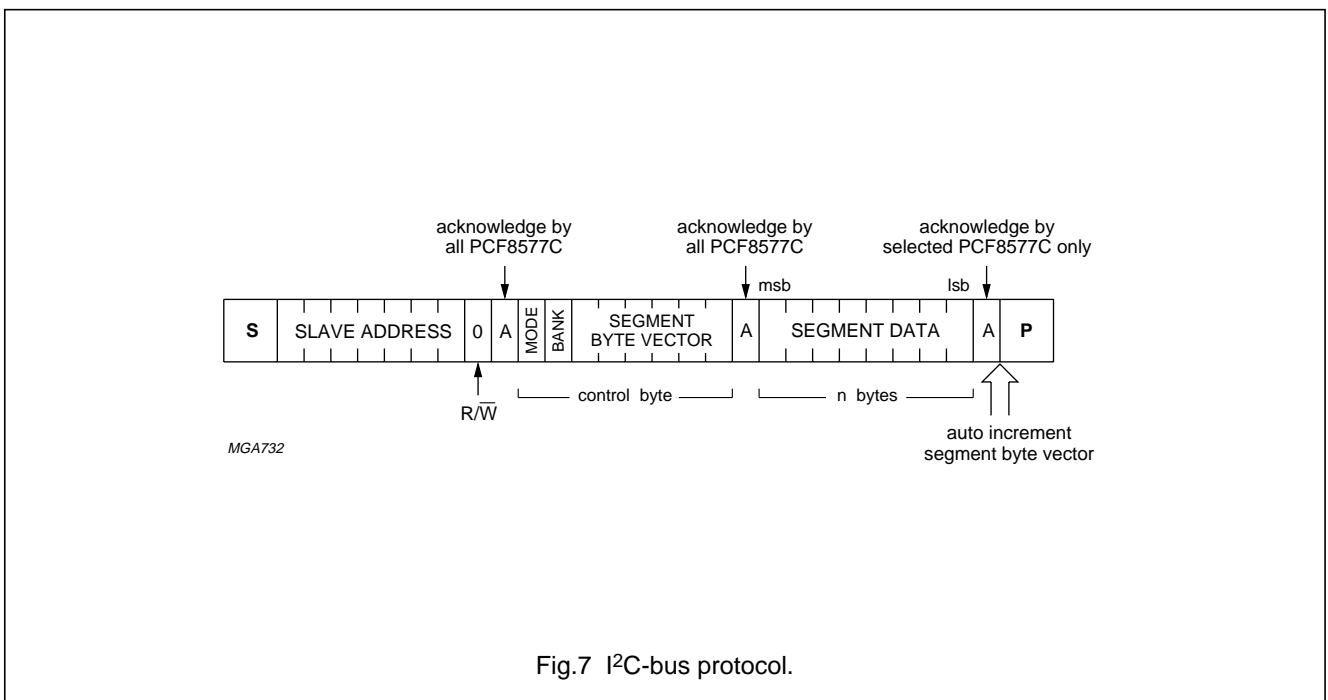 acknowledge by
all PCF8577C
acknowledge by
all PCF8577C
acknowledge by
selected PCF8577C only
msb
lsb
S
SLAVE ADDRESS
0
A
MODE
BANK
SEGMENT
BYTE VECTOR
A
SEGMENT DATA
A
P
R/W̅
control byte
n bytes
auto increment
segment byte vector
MGA732
Fig.7 I²C-bus protocol.